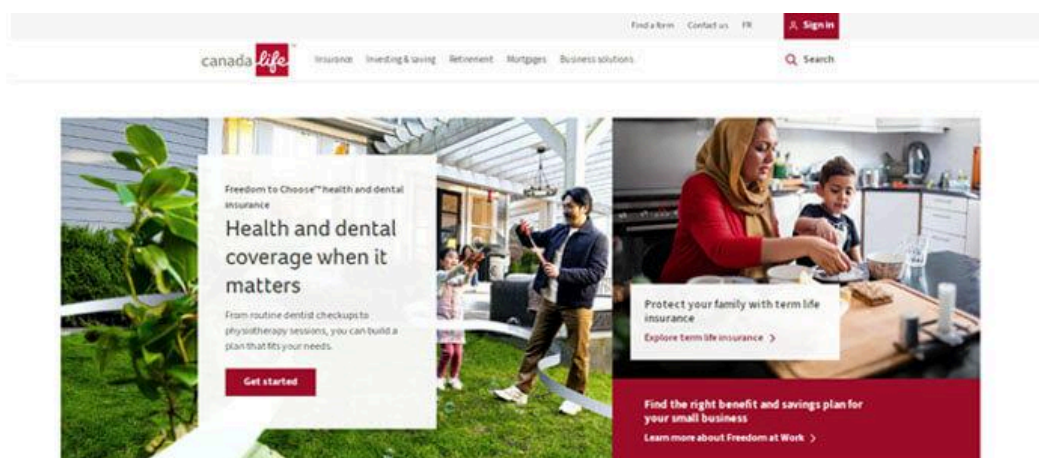 Find a form Contact us FR Sign in
canada life™ Insurance Investing & saving Retirement Mortgages Business solutions Search
Freedom to Choose™ health and dental
insurance
Health and dental
coverage when it
matters
From routine dentist checkups to
physiotherapy sessions, you can build a
plan that fits your needs.
Get started
Protect your family with term life
insurance
Explore term life insurance >
Find the right benefit and savings plan for
your small business
Learn more about Freedom at Work >